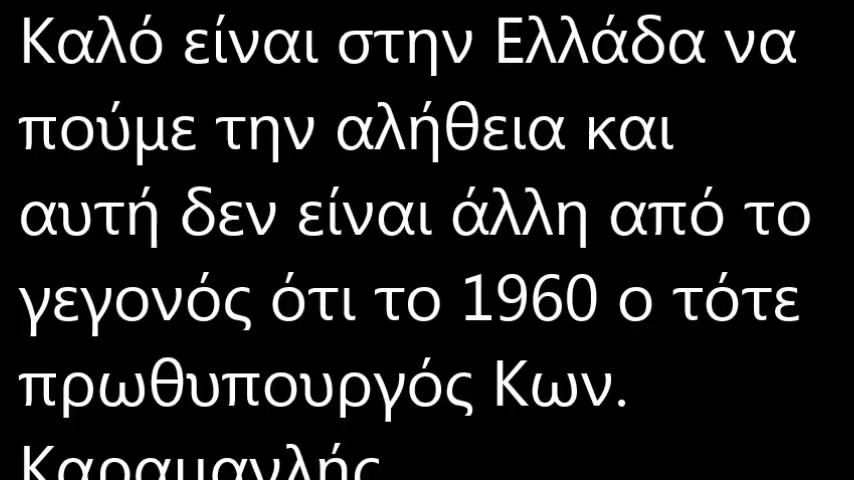 Καλό είναι στην Ελλάδα να
πούμε την αλήθεια και
αυτή δεν είναι άλλη από το
γεγονός ότι το 1960 ο τότε
πρωθυπουργός Κων.
Καραμανλής